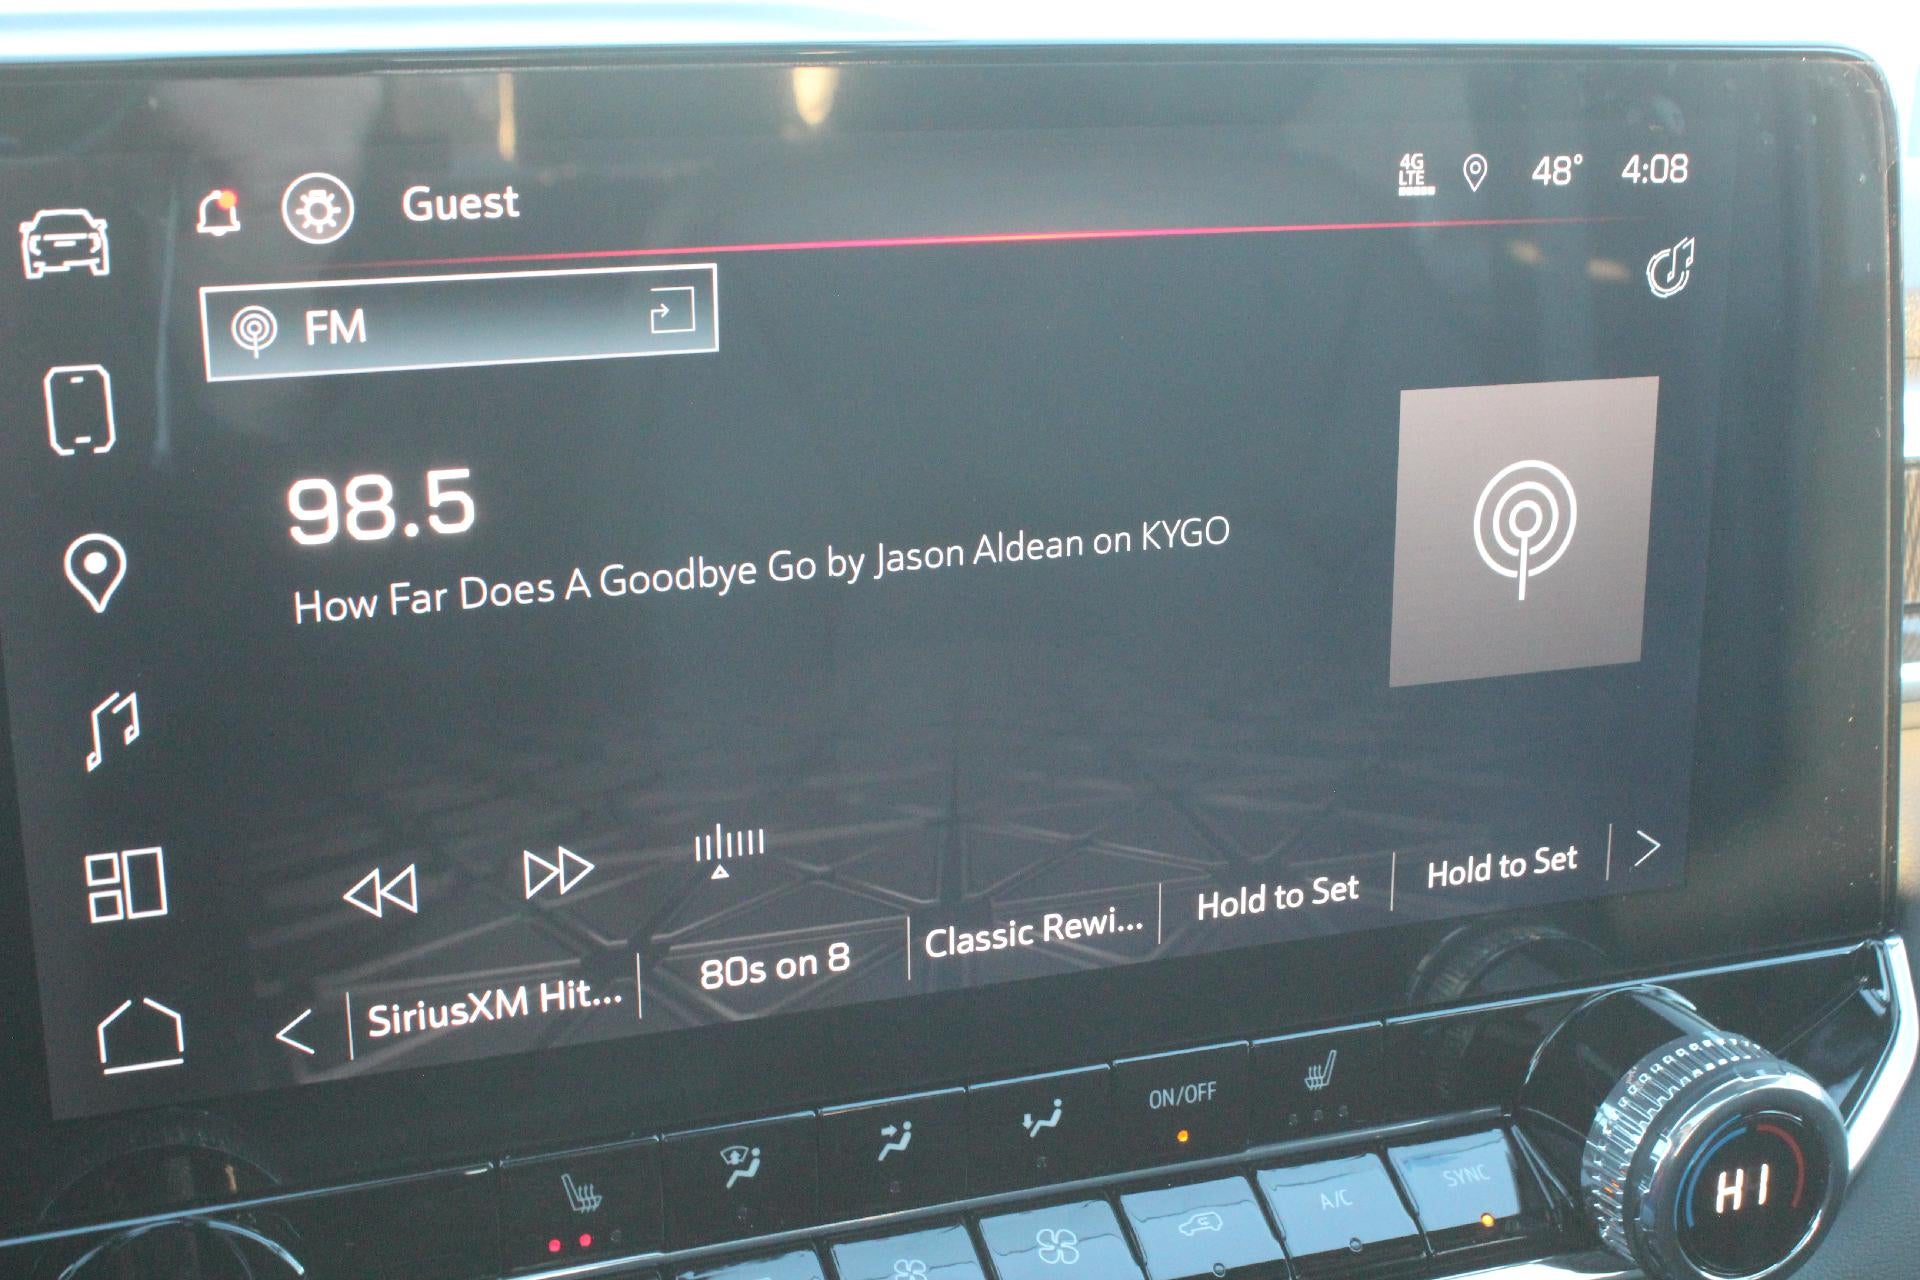 Guest
4G
LTE
48° 4:08
FM
98.5
How Far Does A Goodbye Go by Jason Aldean on KYGO
SiriusXM Hit... 80s on 8 Classic Rewi... Hold to Set Hold to Set
ON/OFF
A/C
SYNC
HI